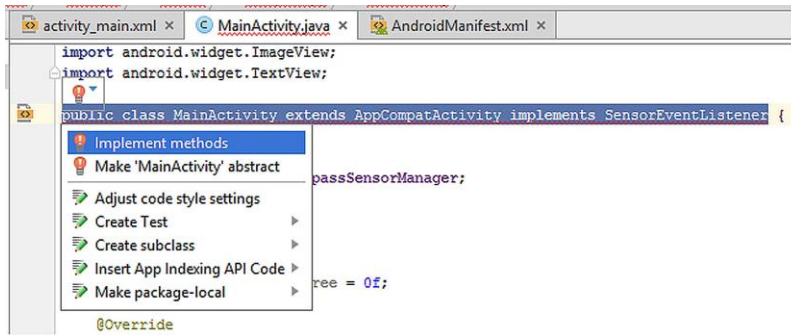 activity_main.xml × C MainActivity.java × AndroidManifest.xml ×
import android.widget.ImageView;
import android.widget.TextView;
public class MainActivity extends AppCompatActivity implements SensorEventListener {
Implement methods
Make 'MainActivity' abstract
passSensorManager;
Adjust code style settings
Create Test
Create subclass
Insert App Indexing API Code
ree = 0f;
Make package-local
@Override